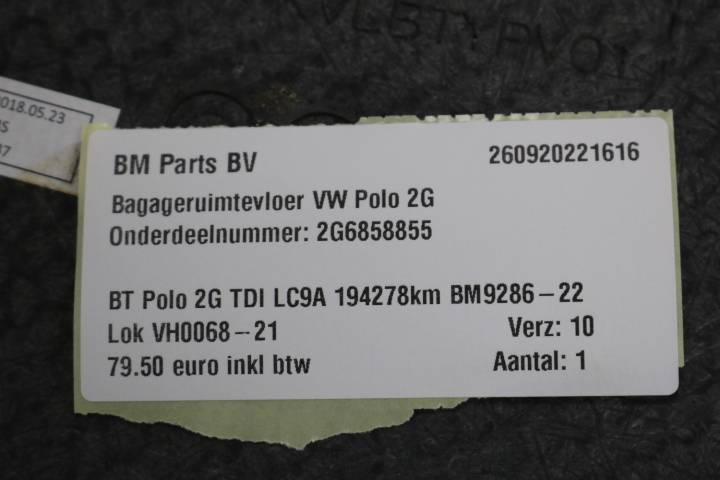 2018.05.23
BM Parts BV 260920221616
Bagageruimtevloer VW Polo 2G
Onderdeelnummer: 2G6858855
BT Polo 2G TDI LC9A 194278km BM9286-22
Lok VH0068-21 Verz: 10
79.50 euro inkl btw Aantal: 1